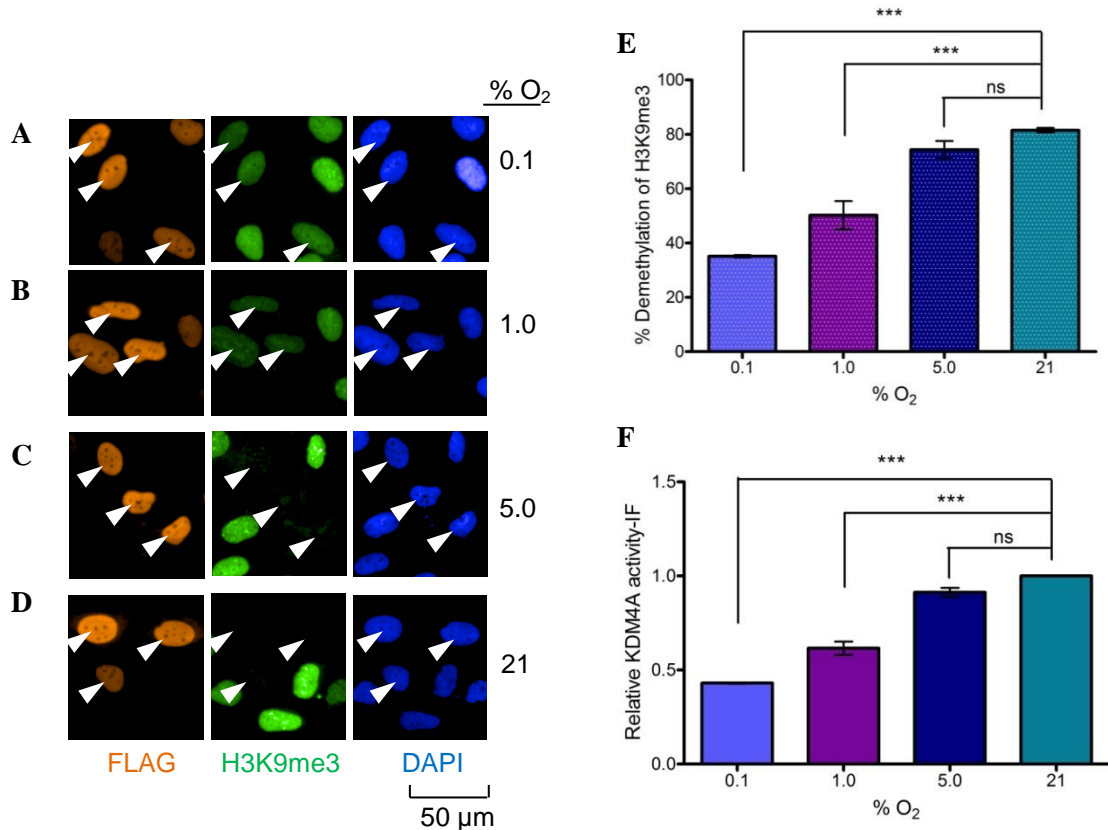 % O2
A
0.1
B
1.0
C
5.0
D
21
FLAG H3K9me3 DAPI
50 µm
E
***
***
ns
100
80
60
40
20
0
% Demethylation of H3K9me3
0.1 1.0 5.0 21
% O2
F
***
***
ns
1.5
1.0
0.5
0.0
Relative KDM4A activity-IF
0.1 1.0 5.0 21
% O2